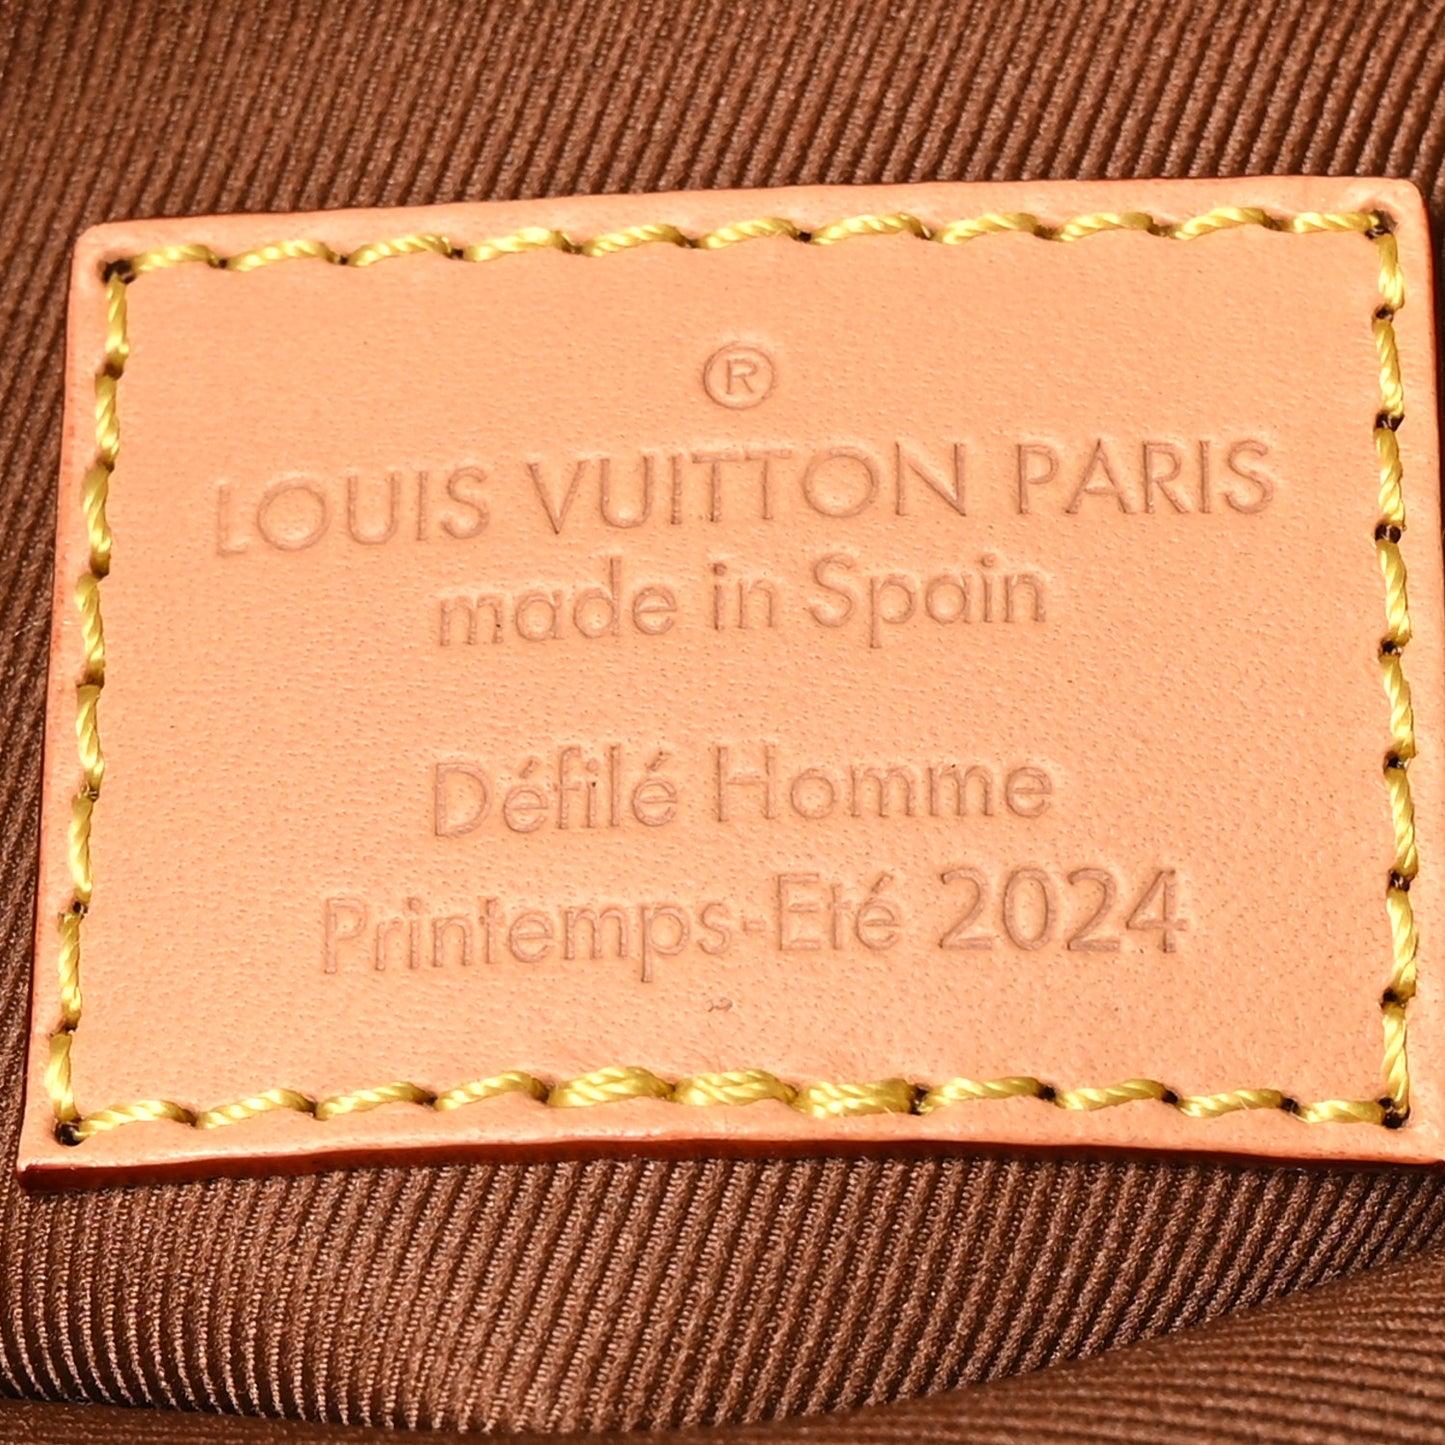 ®
LOUIS VUITTON PARIS
made in Spain
Défilé Homme
Printemps-Eté 2024